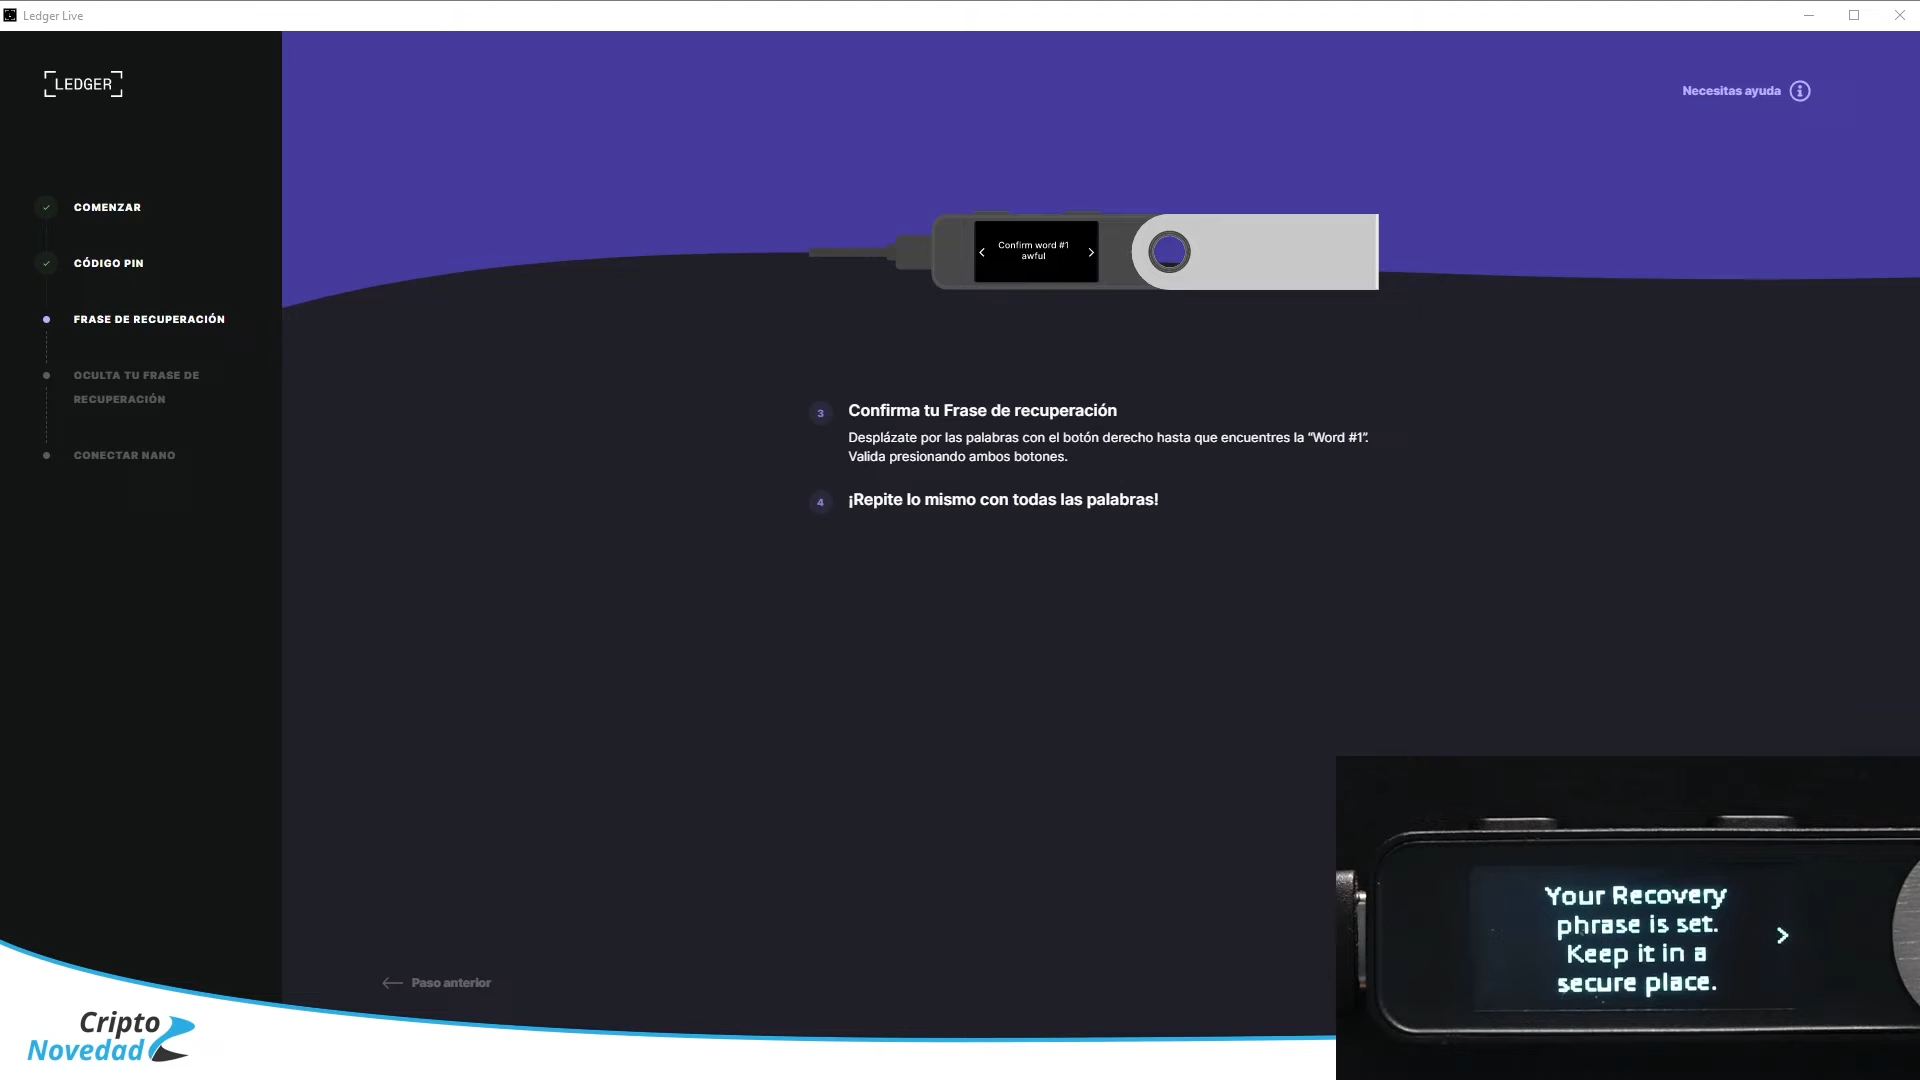 Ledger Live
LEDGER
Necesitas ayuda
COMENZAR
CÓDIGO PIN
FRASE DE RECUPERACIÓN
OCULTA TU FRASE DE
RECUPERACIÓN
CONECTAR NANO
Confirm word #1
awful
3
Confirma tu Frase de recuperación
Desplázate por las palabras con el botón derecho hasta que encuentres la “Word #1”.
Valida presionando ambos botones.
4
¡Repite lo mismo con todas las palabras!
Paso anterior
Your Recovery
phrase is set.
Keep it in a
secure place.
Cripto
Novedad